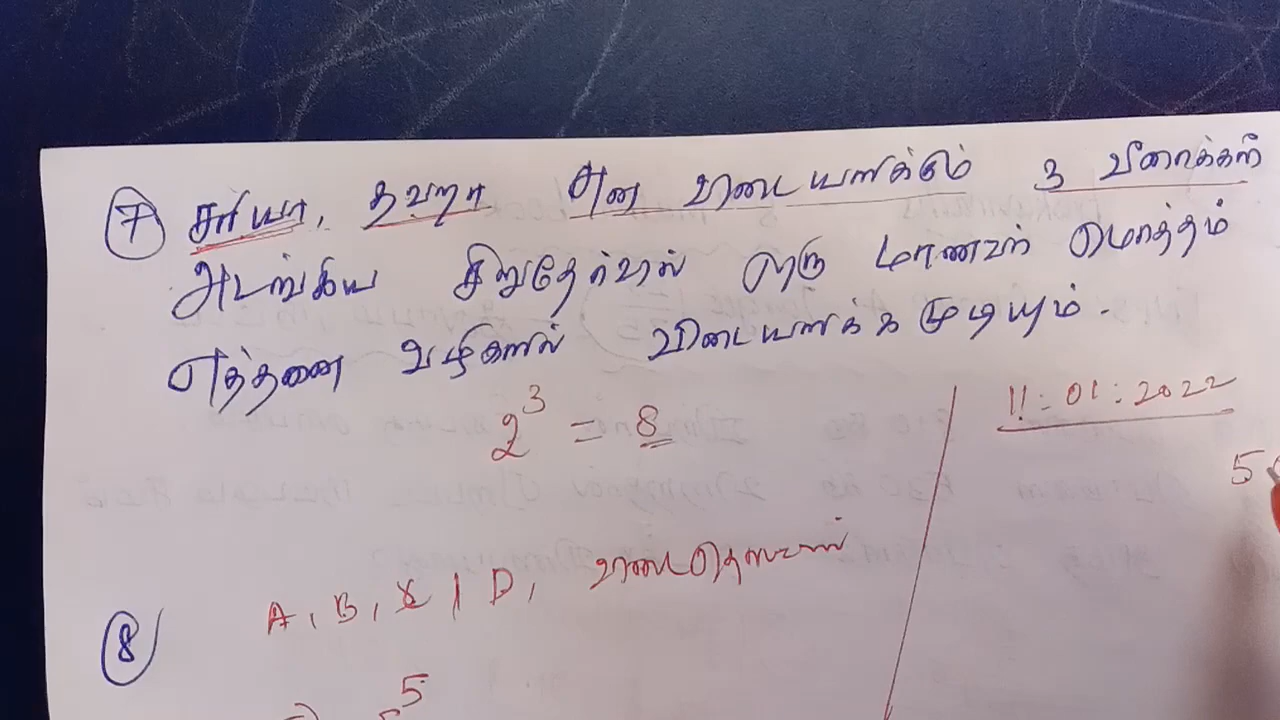 7 சரியா, தவறா என விடையளிக்கும் 3 வினாக்கள்
அடங்கிய சிறுதேர்வில் ஒரு மாணவர் மொத்தம்
எத்தனை வழிகளில் விடையளிக்க முடியும்.
2³ = 8
11:01:2022
5
A, B, C, D,
8
5